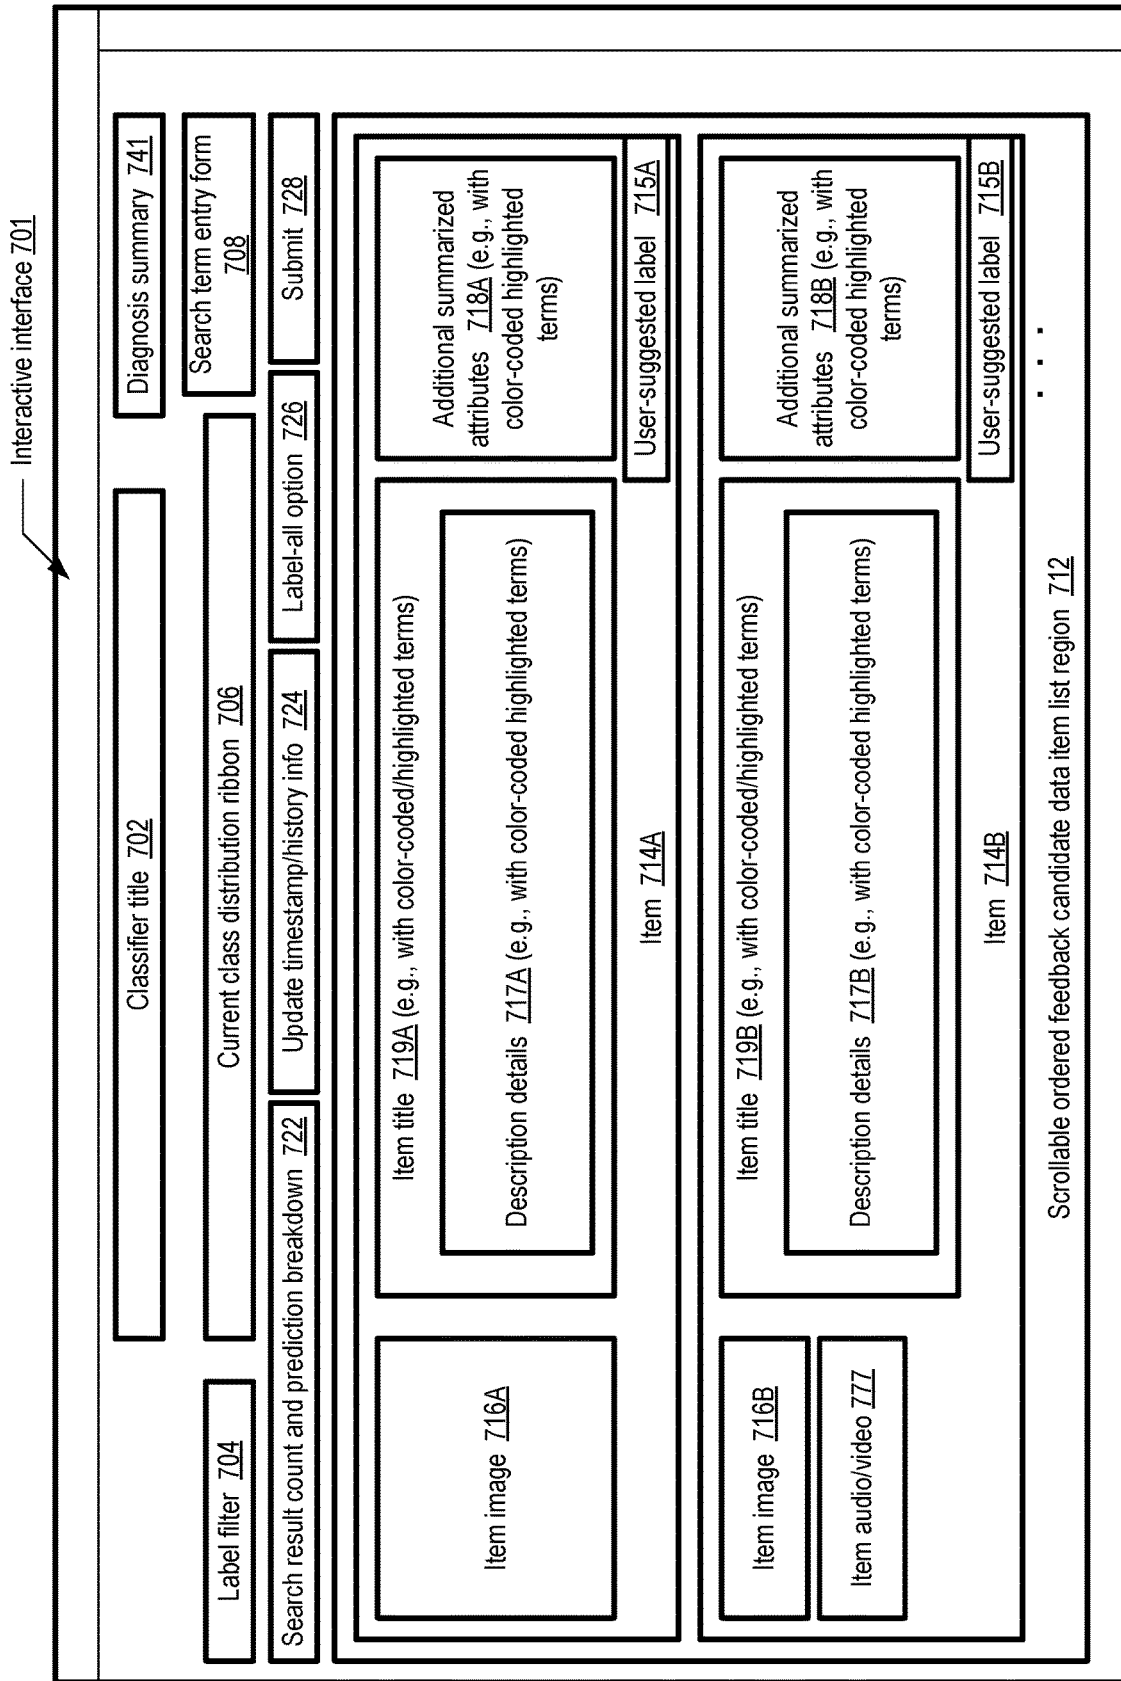 Interactive interface 701
Classifier title 702
Diagnosis summary 741
Label filter 704
Current class distribution ribbon 706
Search term entry form
708
Search result count and prediction breakdown 722
Update timestamp/history info 724
Label-all option 726
Submit 728
Item image 716A
Item title 719A (e.g., with color-coded/highlighted terms)
Description details 717A (e.g., with color-coded highlighted terms)
Additional summarized
attributes 718A (e.g., with
color-coded highlighted
terms)
User-suggested label 715A
Item 714A
Item image 716B
Item audio/video 777
Item title 719B (e.g., with color-coded/highlighted terms)
Description details 717B (e.g., with color-coded highlighted terms)
Additional summarized
attributes 718B (e.g., with
color-coded highlighted
terms)
User-suggested label 715B
Item 714B
. . .
Scrollable ordered feedback candidate data item list region 712